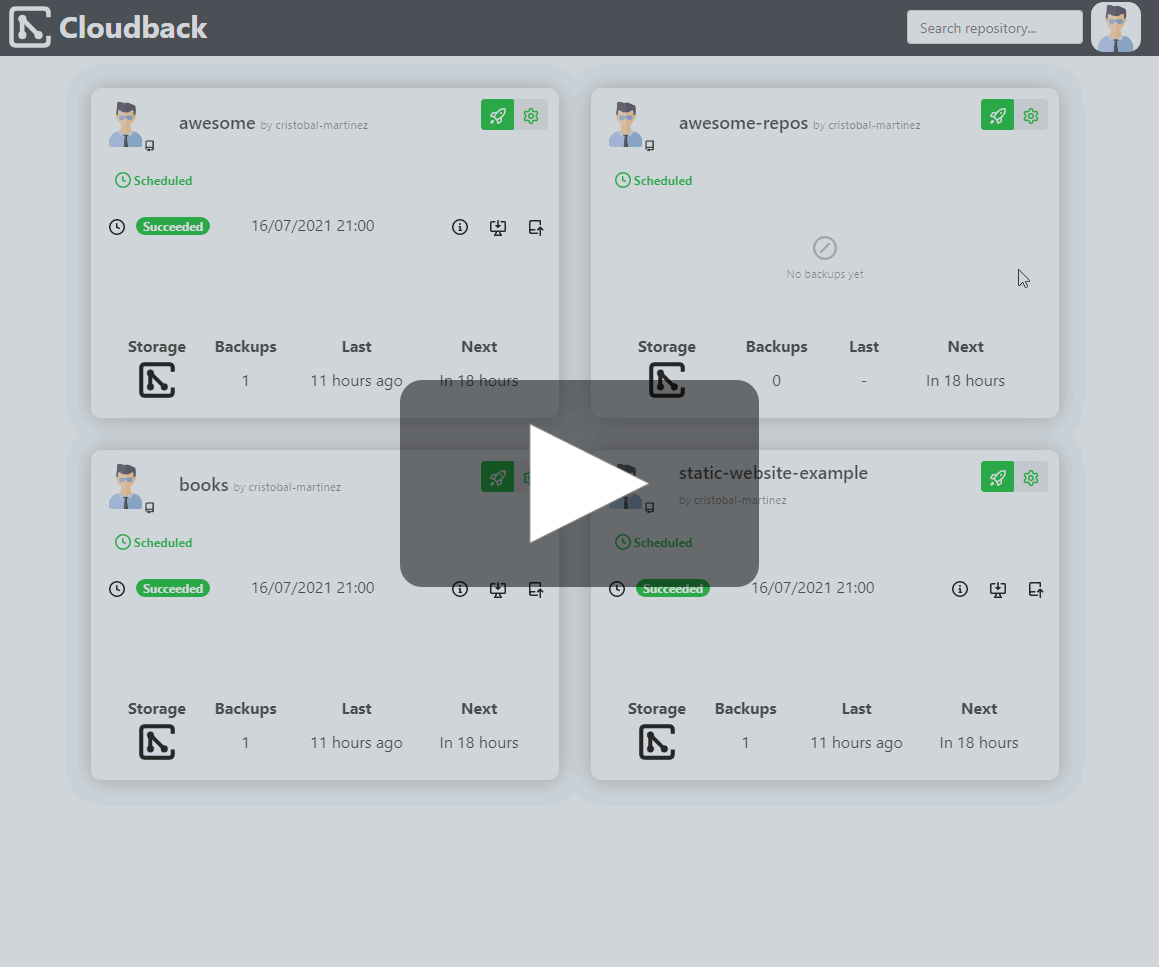 Cloudback
Search repository...
awesome by cristobal-martinez
Scheduled
Succeeded 16/07/2021 21:00
Storage Backups Last Next
1 11 hours ago In 18 hours
awesome-repos by cristobal-martinez
Scheduled
No backups yet
Storage Backups Last Next
0 - In 18 hours
books by cristobal-martinez
Scheduled
Succeeded 16/07/2021 21:00
Storage Backups Last Next
1 11 hours ago In 18 hours
static-website-example
by cristobal-martinez
Scheduled
Succeeded 16/07/2021 21:00
Storage Backups Last Next
1 11 hours ago In 18 hours